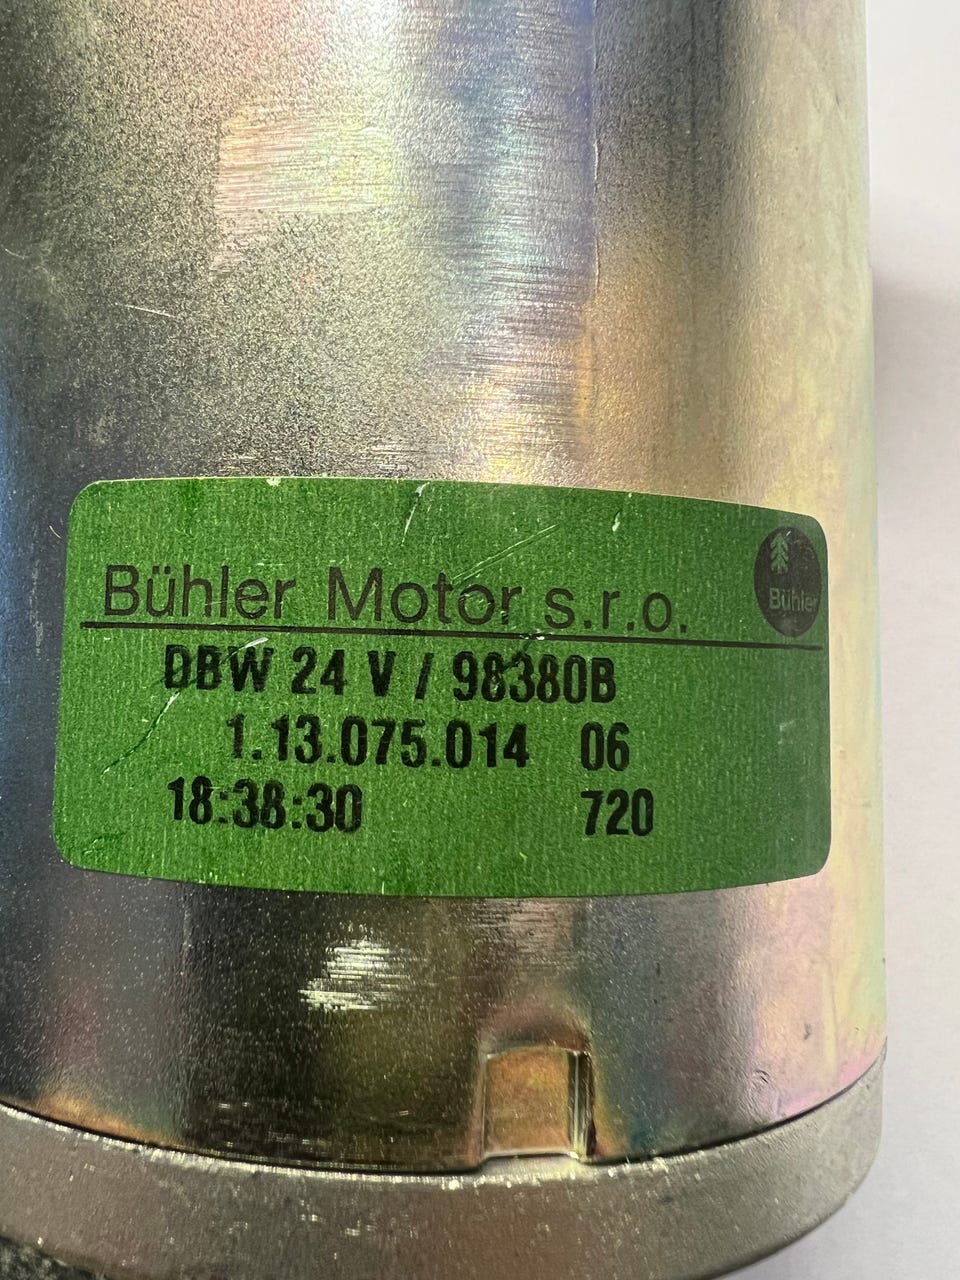 Bühler Motor s.r.o.
Bühler
DBW 24 V / 98380B
1.13.075.014 06
18:38:30 720